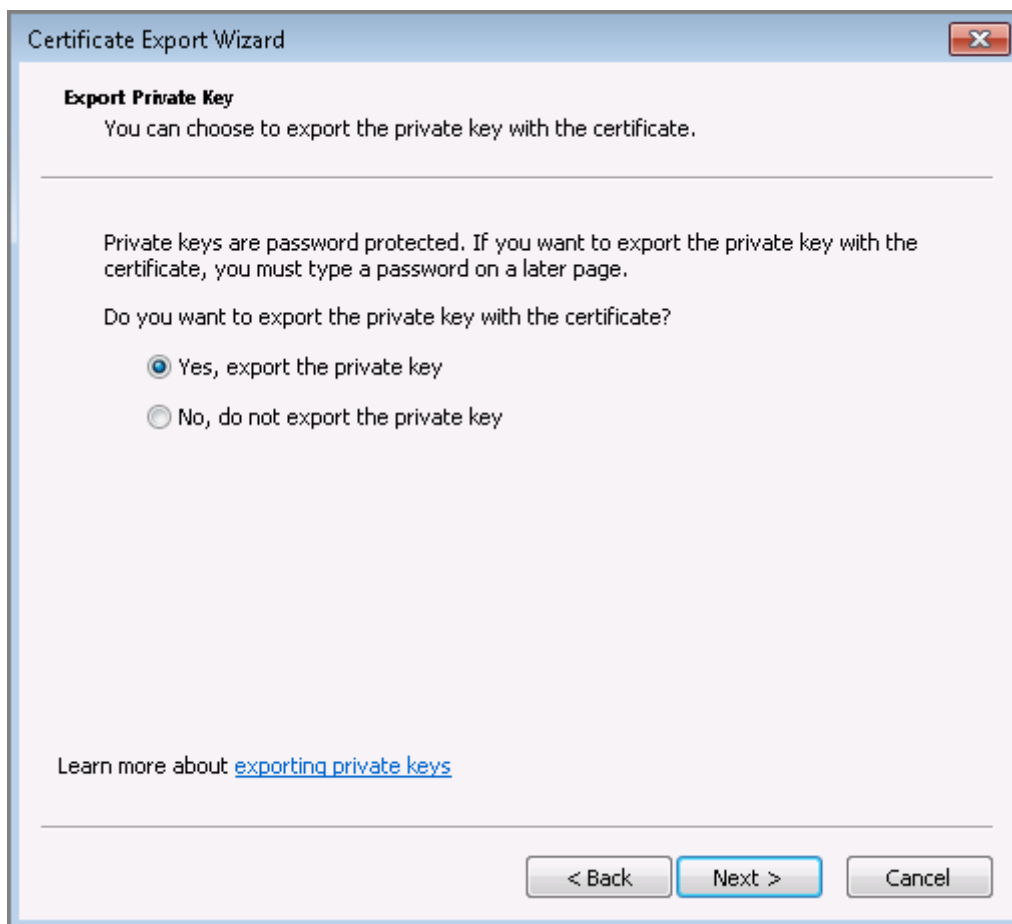 Certificate Export Wizard
Export Private Key
You can choose to export the private key with the certificate.
Private keys are password protected. If you want to export the private key with the
certificate, you must type a password on a later page.
Do you want to export the private key with the certificate?
Yes, export the private key
No, do not export the private key
Learn more about exporting private keys
< Back Next > Cancel